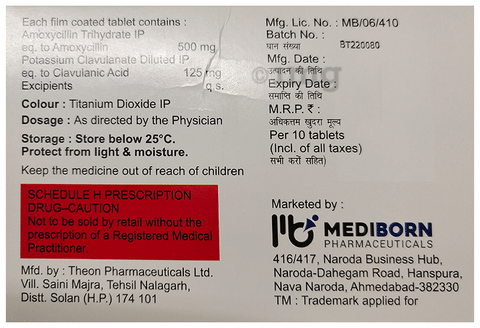 Each film coated tablet contains :
Amoxycillin Trihydrate IP
eq. to Amoxycillin 500 mg
Potassium Clavulanate Diluted IP
eq. to Clavulanic Acid 125 mg
Excipients q.s.
Colour : Titanium Dioxide IP
Dosage : As directed by the Physician
Storage : Store below 25°C.
Protect from light & moisture.
Keep the medicine out of reach of children
SCHEDULE H PRESCRIPTION
DRUG–CAUTION
Not to be sold by retail without the
prescription of a Registered Medical
Practitioner.
Mfd. by : Theon Pharmaceuticals Ltd.
Vill. Saini Majra, Tehsil Nalagarh,
Distt. Solan (H.P.) 174 101
Mfg. Lic. No. : MB/06/410
Batch No. :
घान संख्या BT220080
Mfg. Date :
उत्पादन की तिथि
Expiry Date :
समाप्ति की तिथि
M.R.P. ₹ :
अधिकतम खुदरा मूल्य
Per 10 tablets
(Incl. of all taxes)
सभी करों सहित)
Marketed by :
MEDIBORN
PHARMACEUTICALS
416/417, Naroda Business Hub,
Naroda-Dahegam Road, Hanspura,
Nava Naroda, Ahmedabad-382330
TM : Trademark applied for